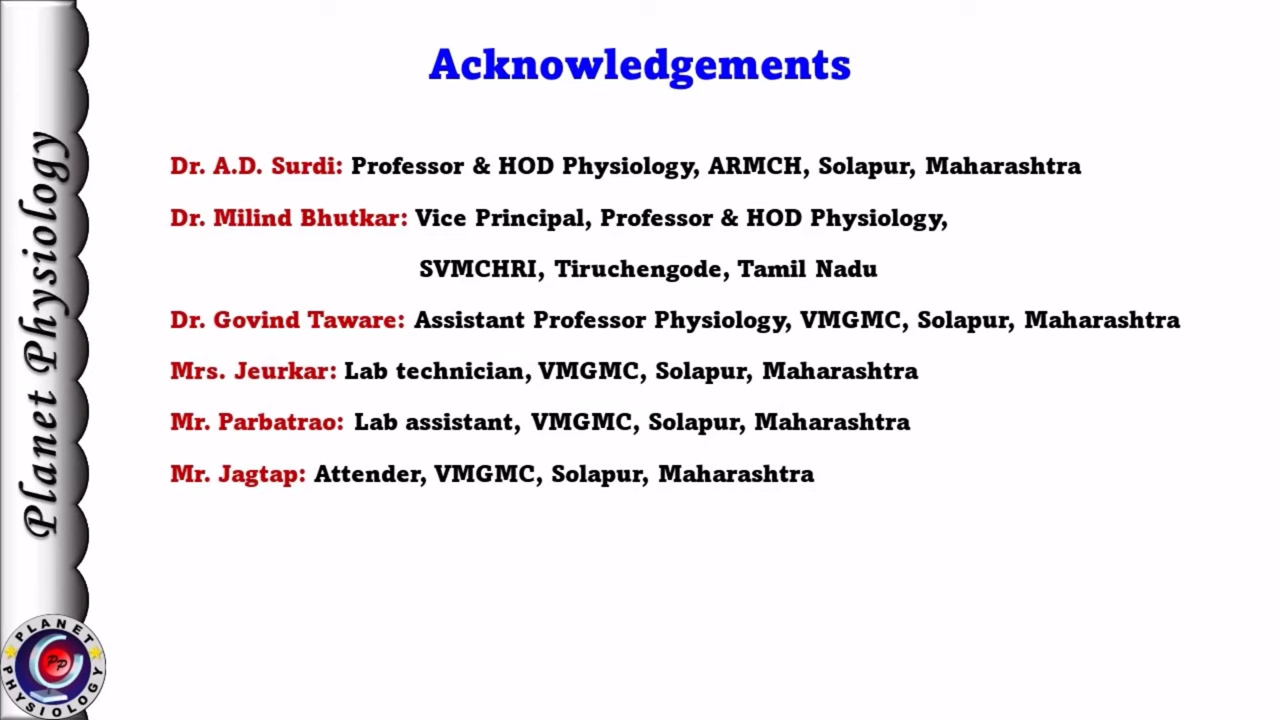 Acknowledgements
Dr. A.D. Surdi: Professor & HOD Physiology, ARMCH, Solapur, Maharashtra
Dr. Milind Bhutkar: Vice Principal, Professor & HOD Physiology,
SVMCHRI, Tiruchengode, Tamil Nadu
Dr. Govind Taware: Assistant Professor Physiology, VMGMC, Solapur, Maharashtra
Mrs. Jeurkar: Lab technician, VMGMC, Solapur, Maharashtra
Mr. Parbatrao: Lab assistant, VMGMC, Solapur, Maharashtra
Mr. Jagtap: Attender, VMGMC, Solapur, Maharashtra
Planet Physiology
PLANET
PP
PHYSIOLOGY